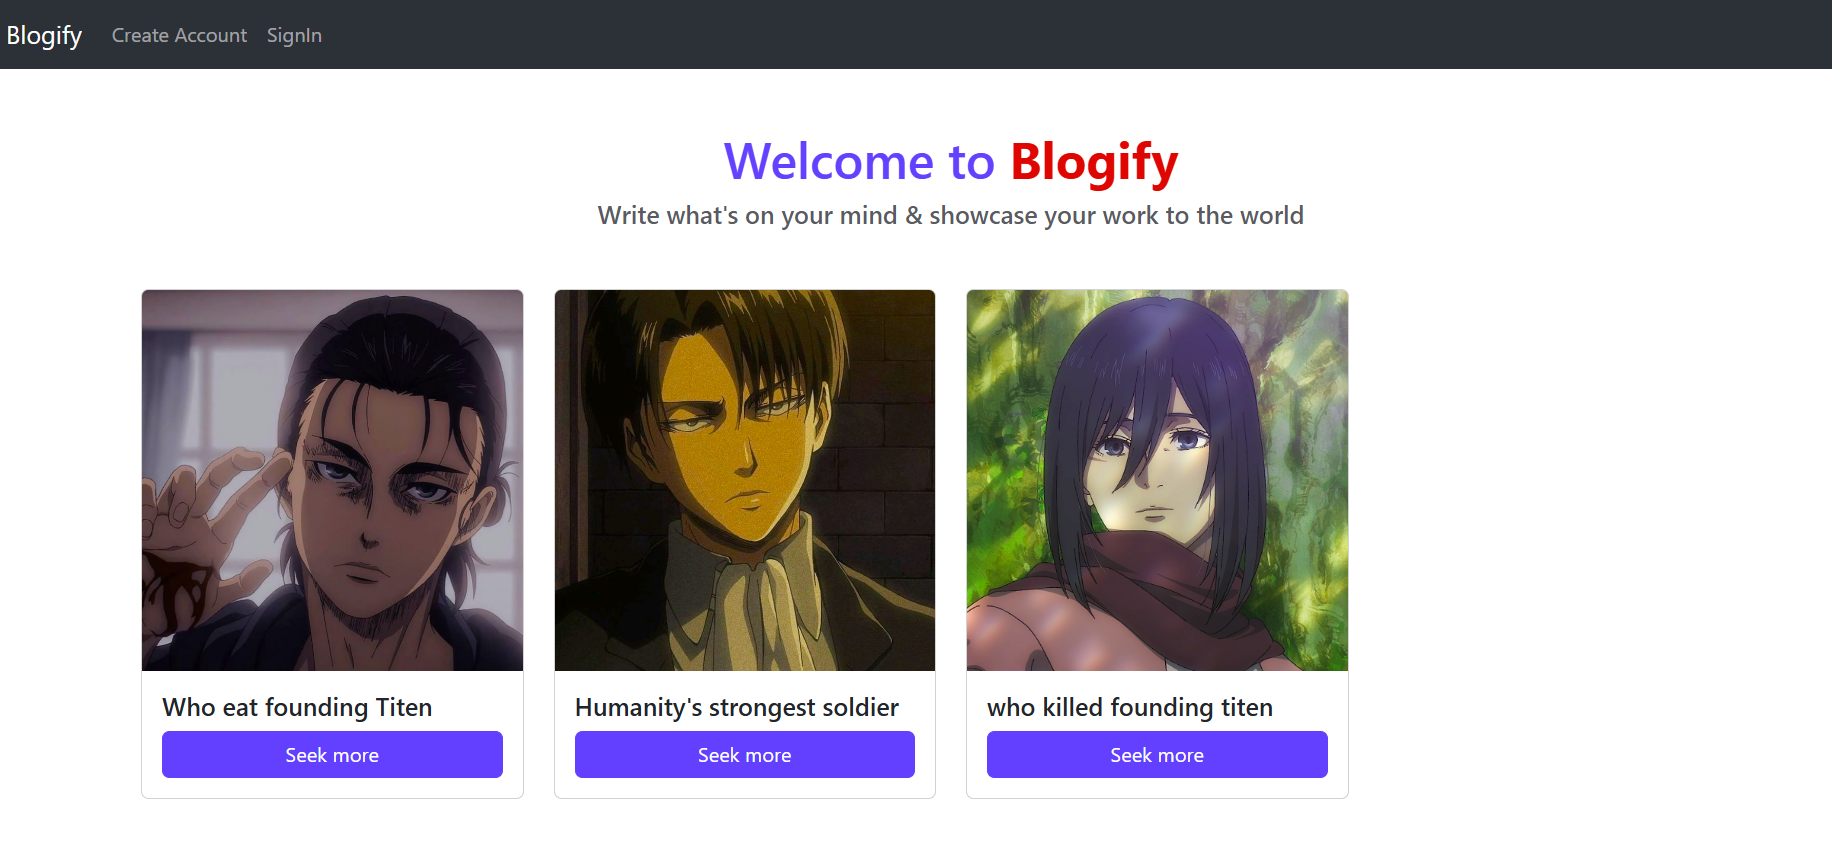 Blogify Create Account SignIn
Welcome to Blogify
Write what's on your mind & showcase your work to the world
Who eat founding Titen
Seek more
Humanity's strongest soldier
Seek more
who killed founding titen
Seek more